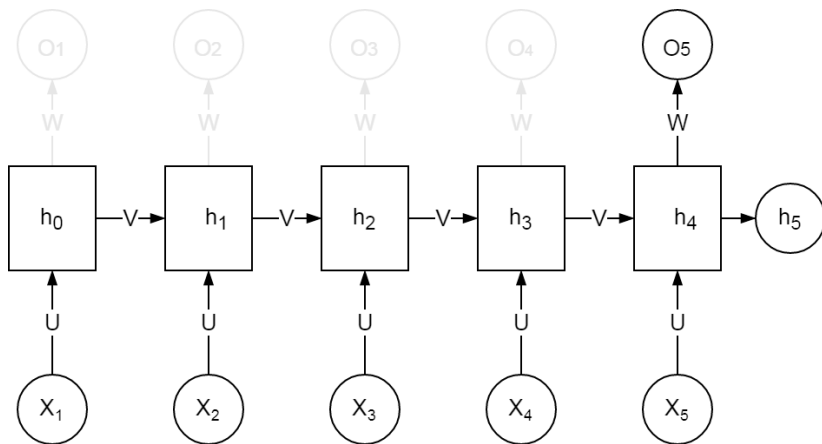 O1 O2 O3 O4 O5
W W W W W
h₀ V h₁ V h₂ V h₃ V h₄ h₅
U U U U U
X₁ X₂ X₃ X₄ X₅